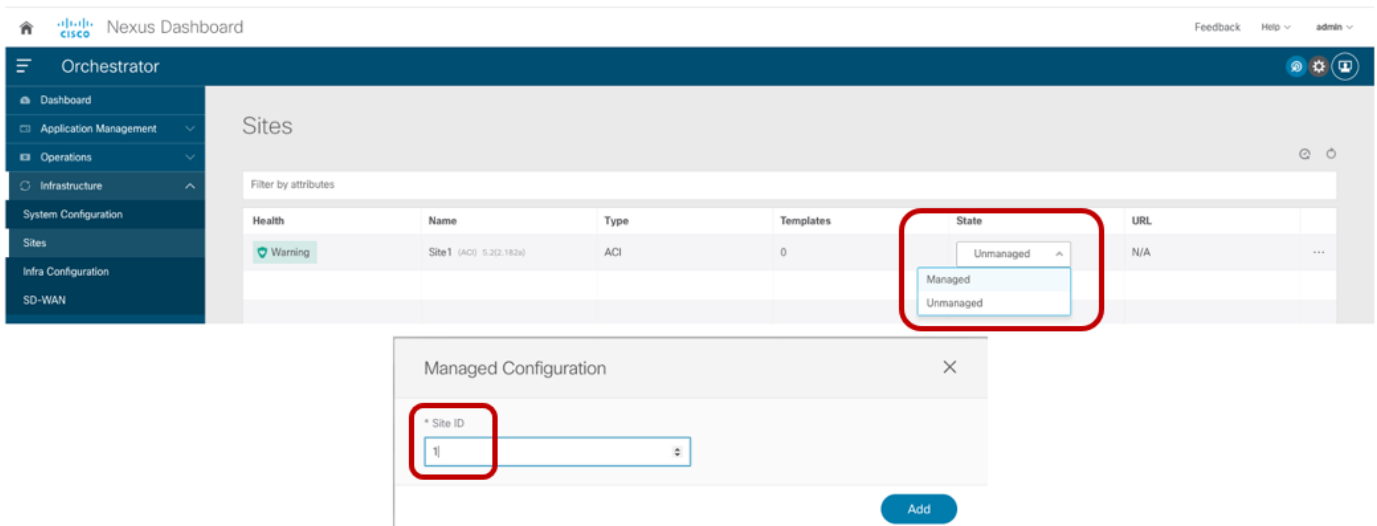 CISCO Nexus Dashboard Feedback Help admin
Orchestrator
Dashboard
Application Management
Operations
Infrastructure
System Configuration
Sites
Infra Configuration
SD-WAN
Sites
Filter by attributes
Health Name Type Templates State URL
Warning Site1 (ACI) 5.2(2.182a) ACI 0 Unmanaged N/A ...
Managed
Unmanaged
Managed Configuration
* Site ID
1
Add